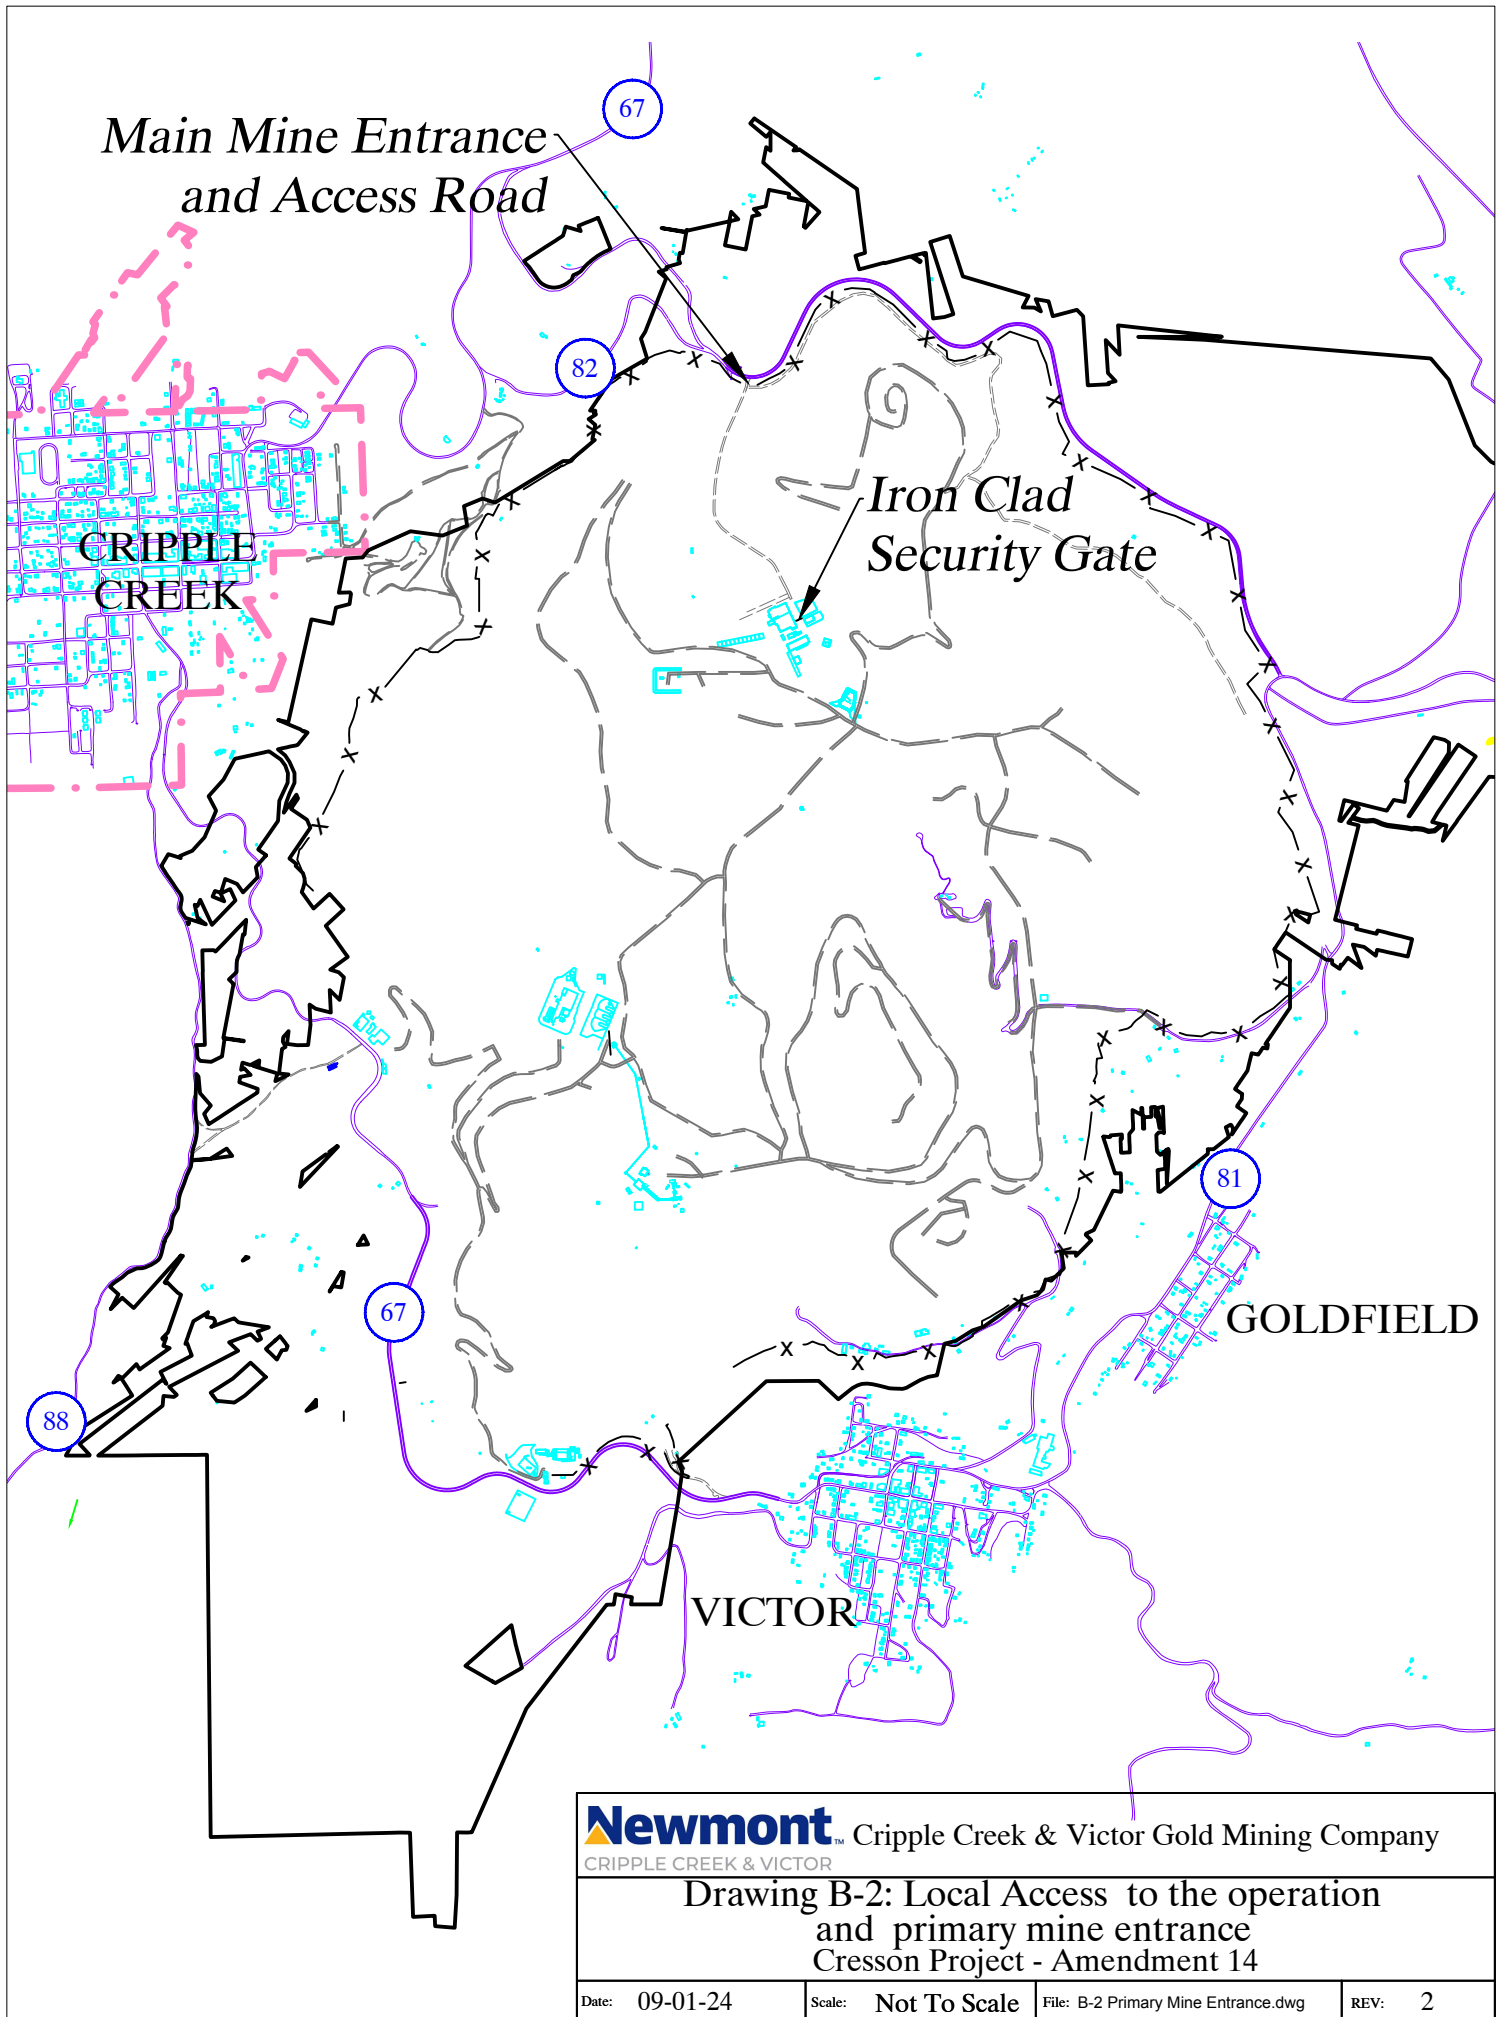 67
Main Mine Entrance
and Access Road
82
Iron Clad
Security Gate
CRIPPLE
CREEK
81
67
GOLDFIELD
88
VICTOR
Newmont™ Cripple Creek & Victor Gold Mining Company
CRIPPLE CREEK & VICTOR
Drawing B-2: Local Access to the operation
and primary mine entrance
Cresson Project - Amendment 14
Date: 09-01-24 Scale: Not To Scale File: B-2 Primary Mine Entrance.dwg REV: 2